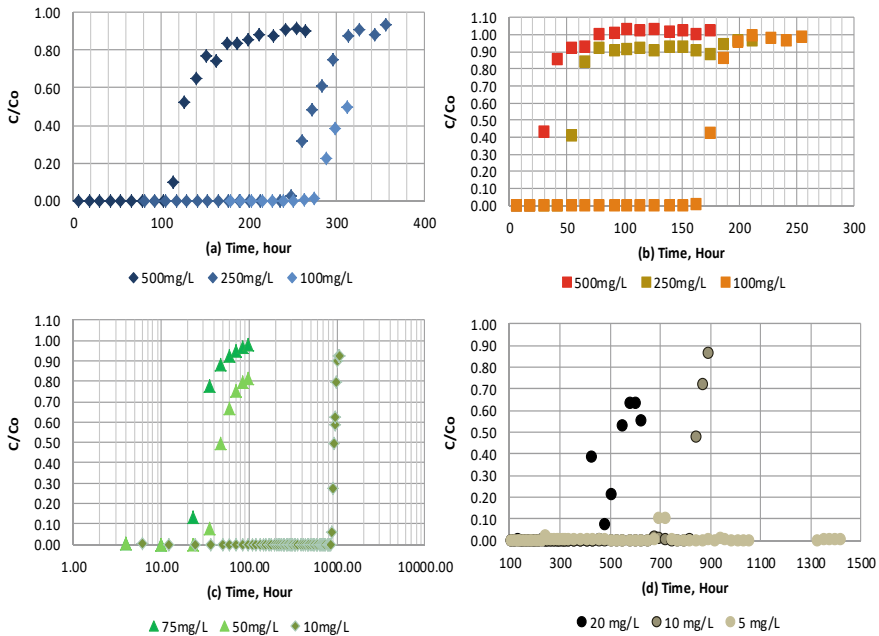 1.00
0.80
0.60
0.40
0.20
0.00
C/Co
0 100 200 300 400
(a) Time, hour
500mg/L 250mg/L 100mg/L
1.10
1.00
0.90
0.80
0.70
0.60
0.50
0.40
0.30
0.20
0.10
0.00
C/Co
0 50 100 150 200 250 300
(b) Time, Hour
500mg/L 250mg/L 100mg/L
1.10
1.00
0.90
0.80
0.70
0.60
0.50
0.40
0.30
0.20
0.10
0.00
C/Co
1.00 10.00 100.00 1000.00 10000.00
(c) Time, Hour
75mg/L 50mg/L 10mg/L
1.00
0.90
0.80
0.70
0.60
0.50
0.40
0.30
0.20
0.10
0.00
C/Co
100 300 500 700 900 1100 1300 1500
(d) Time, Hour
20 mg/L 10 mg/L 5 mg/L